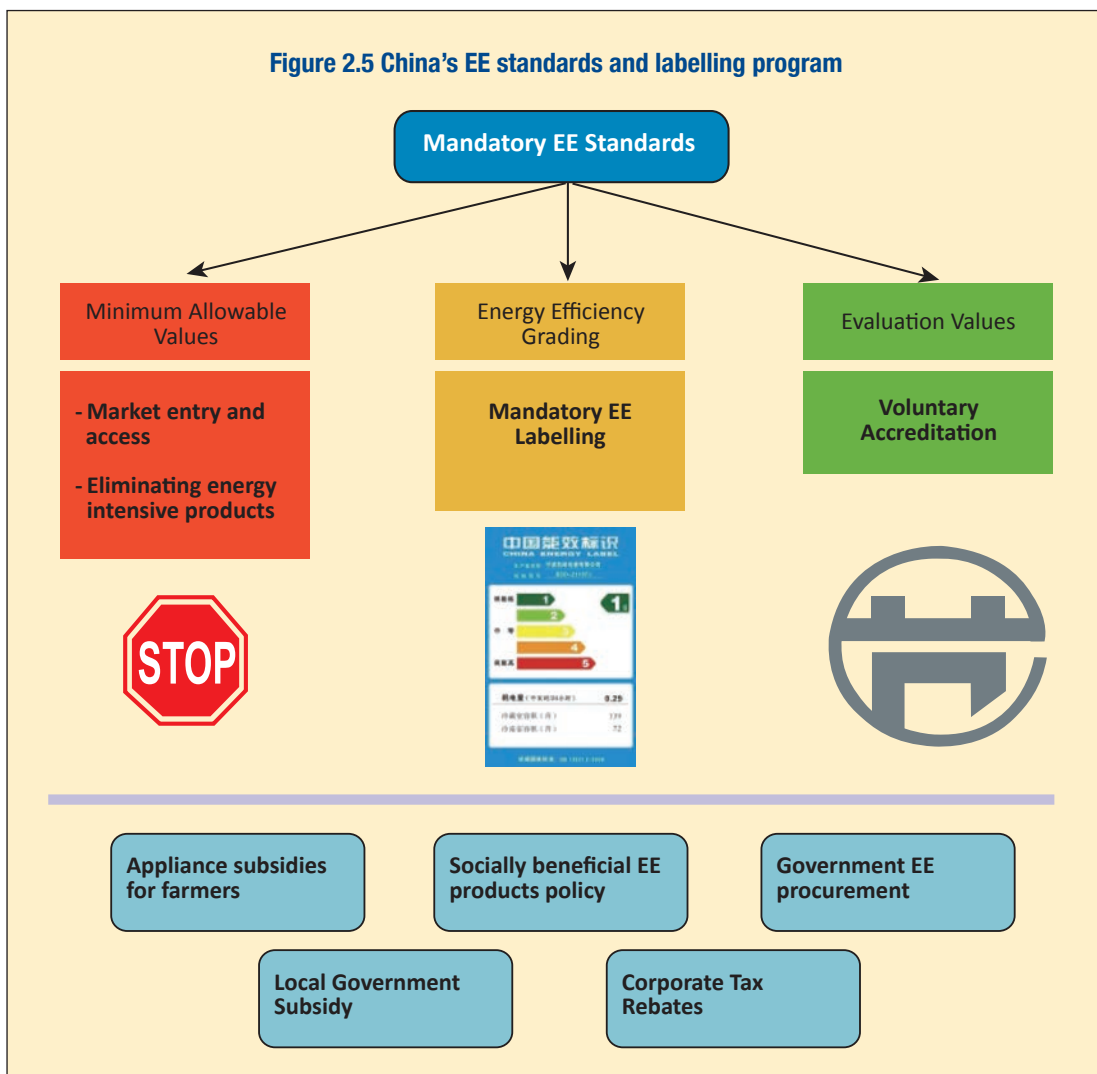 Figure 2.5 China’s EE standards and labelling program
Mandatory EE Standards
Minimum Allowable
Values
- Market entry and
access
- Eliminating energy
intensive products
STOP
Energy Efficiency
Grading
Mandatory EE
Labelling
中国能效标识
CHINA ENERGY LABEL
1
1
2
3
4
5
0.29
Evaluation Values
Voluntary
Accreditation
Appliance subsidies
for farmers
Socially beneficial EE
products policy
Government EE
procurement
Local Government
Subsidy
Corporate Tax
Rebates